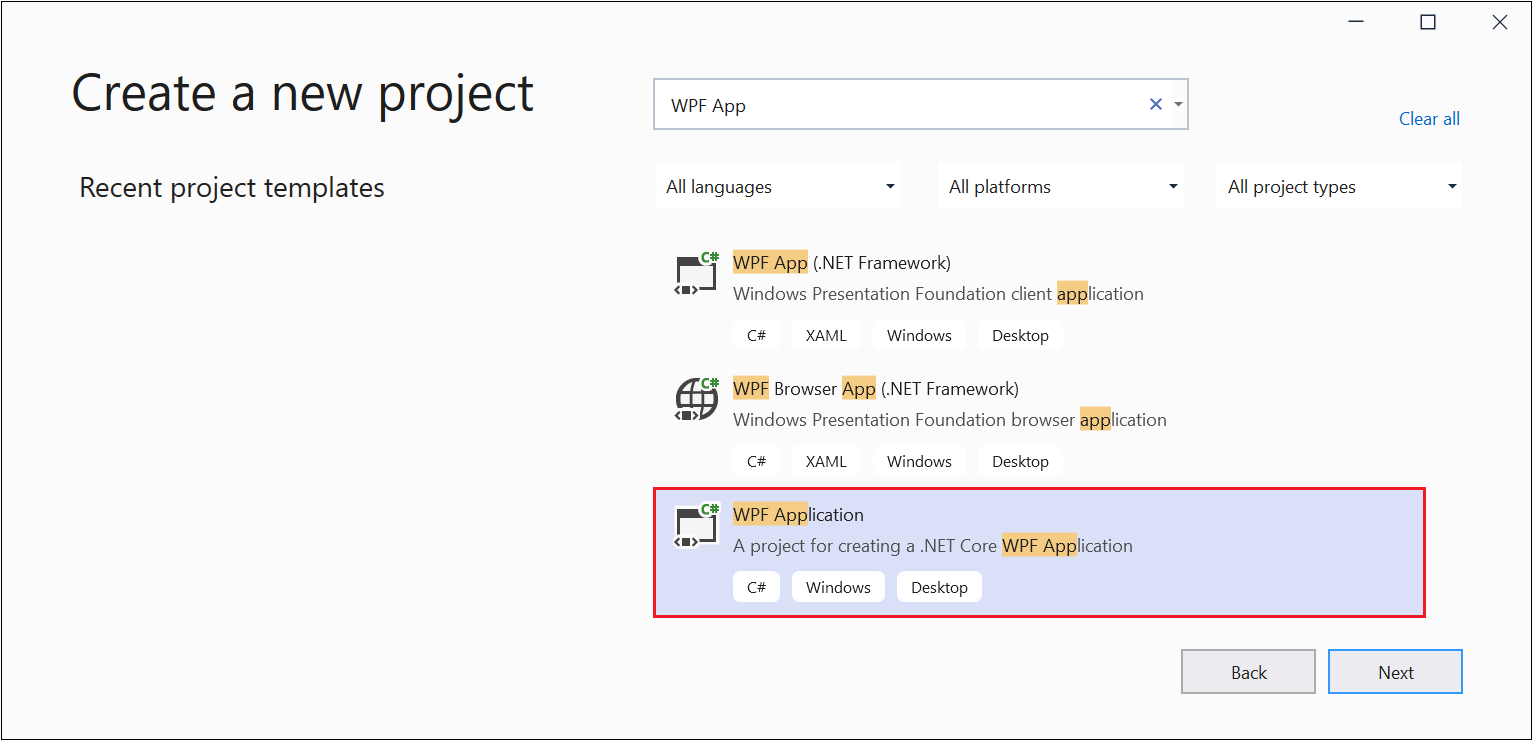 Create a new project
WPF App
Clear all
Recent project templates
All languages
All platforms
All project types
C#
WPF App (.NET Framework)
Windows Presentation Foundation client application
C# XAML Windows Desktop
C#
WPF Browser App (.NET Framework)
Windows Presentation Foundation browser application
C# XAML Windows Desktop
C#
WPF Application
A project for creating a .NET Core WPF Application
C# Windows Desktop
Back
Next